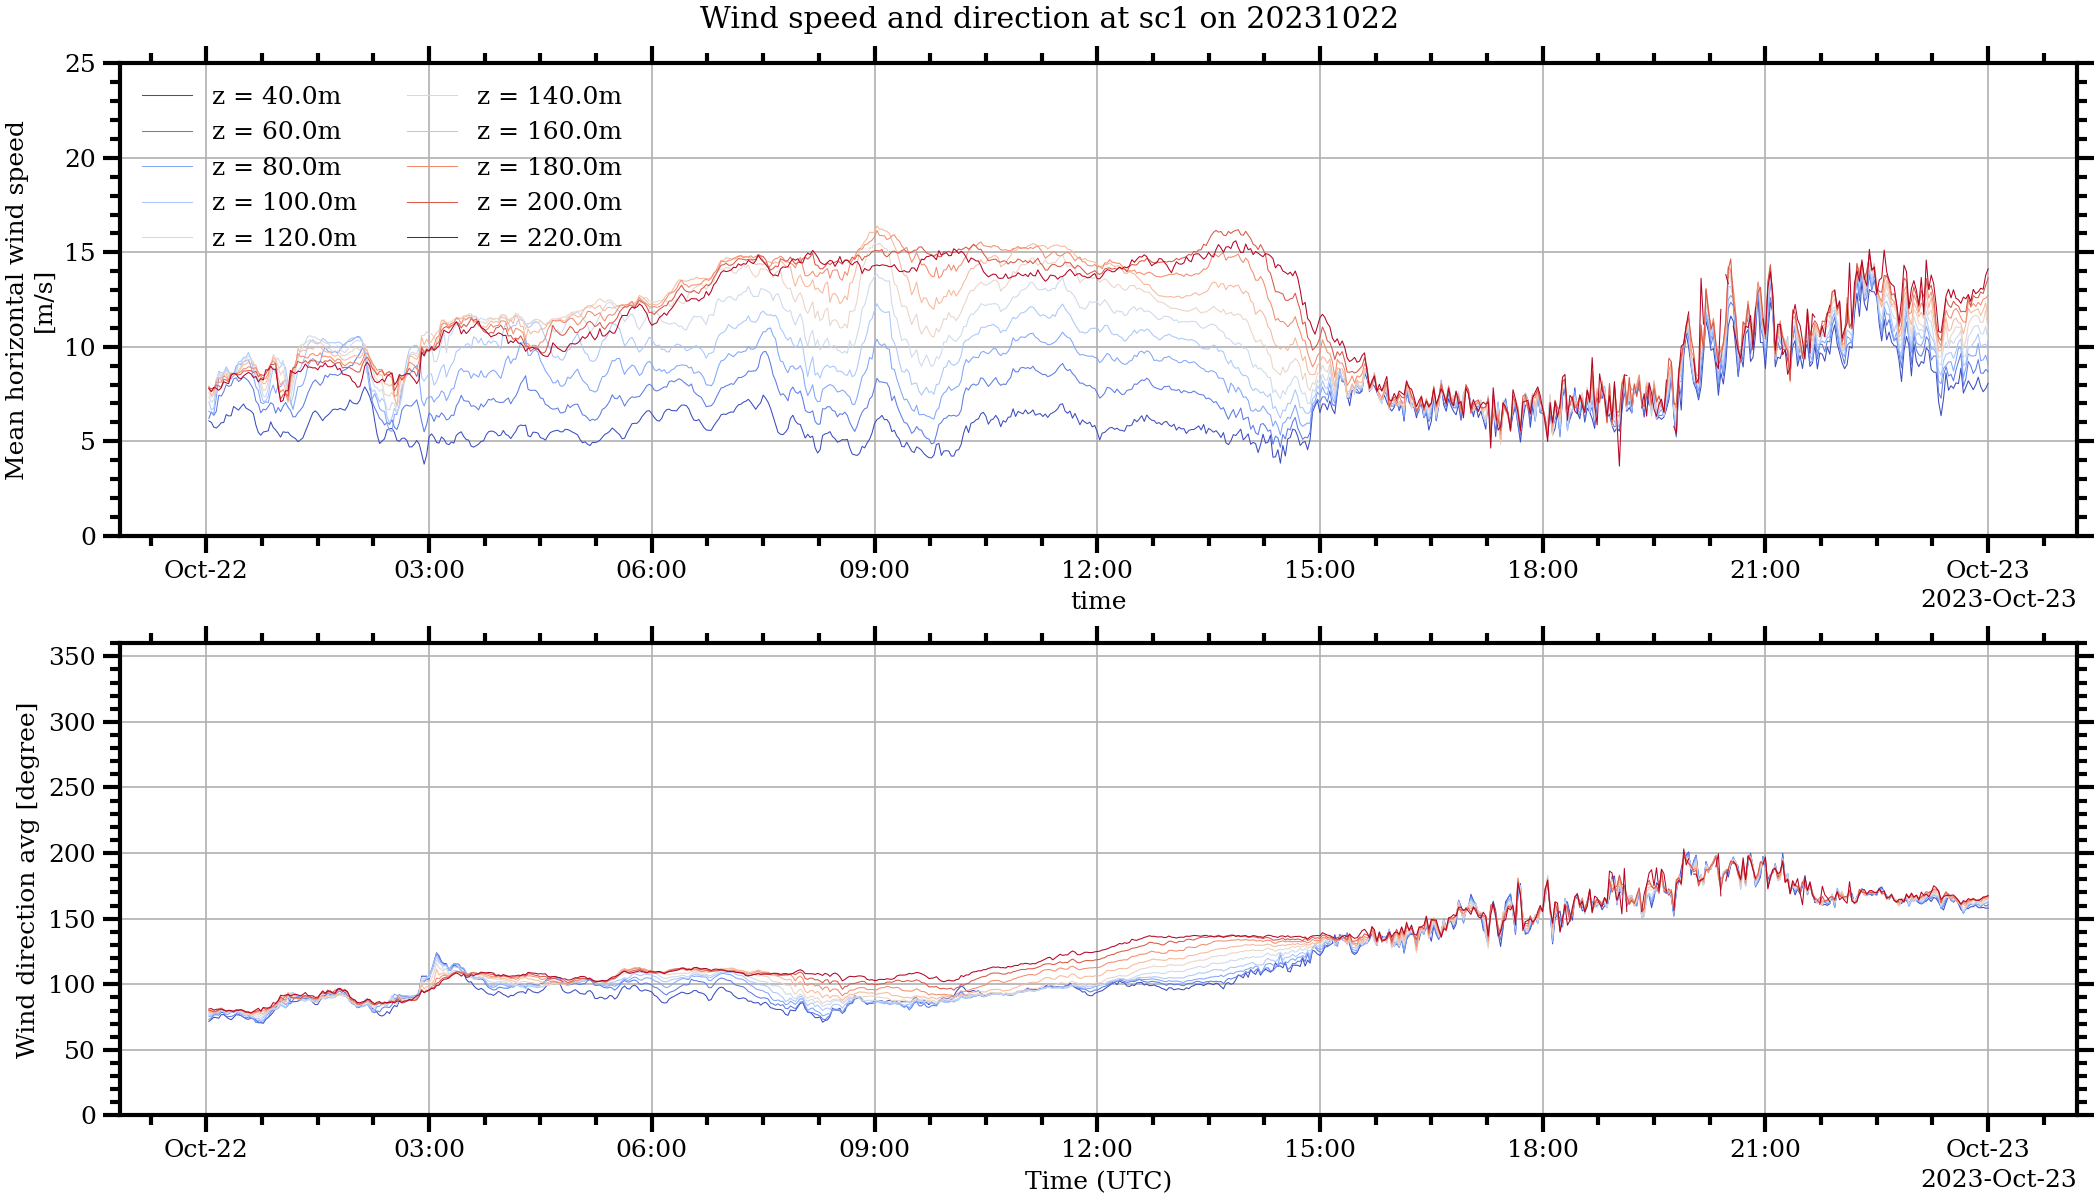 Wind speed and direction at sc1 on 20231022
Mean horizontal wind speed
[m/s]
25
20
15
10
5
0
z = 40.0m
z = 60.0m
z = 80.0m
z = 100.0m
z = 120.0m
z = 140.0m
z = 160.0m
z = 180.0m
z = 200.0m
z = 220.0m
Oct-22 03:00 06:00 09:00 12:00 15:00 18:00 21:00 Oct-23
time
2023-Oct-23
Wind direction avg [degree]
350
300
250
200
150
100
50
0
Oct-22 03:00 06:00 09:00 12:00 15:00 18:00 21:00 Oct-23
Time (UTC)
2023-Oct-23